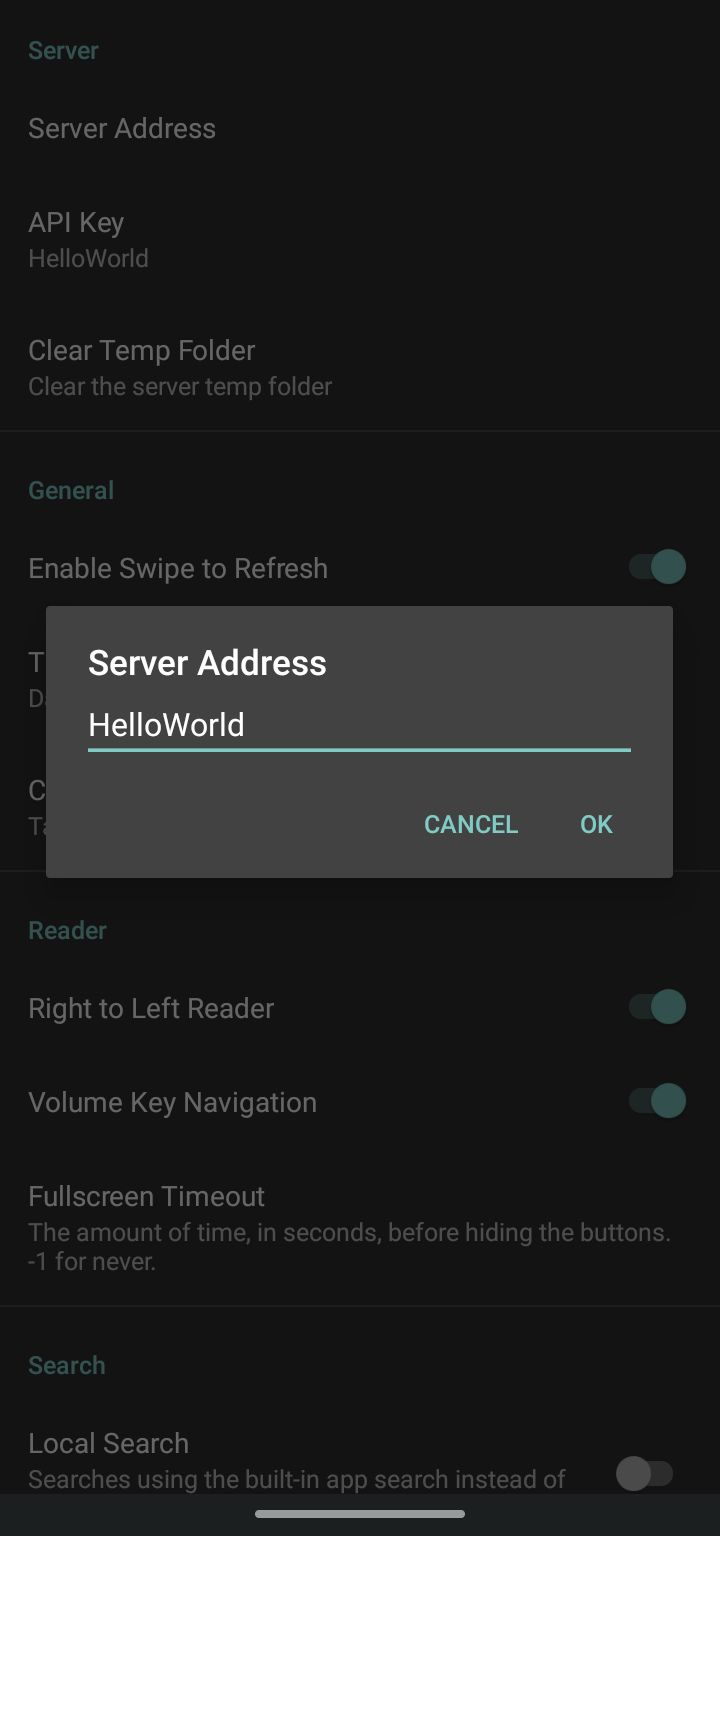 Server
Server Address
API Key
HelloWorld
Clear Temp Folder
Clear the server temp folder
General
Enable Swipe to Refresh
Server Address
HelloWorld
CANCEL OK
Reader
Right to Left Reader
Volume Key Navigation
Fullscreen Timeout
The amount of time, in seconds, before hiding the buttons.
-1 for never.
Search
Local Search
Searches using the built-in app search instead of